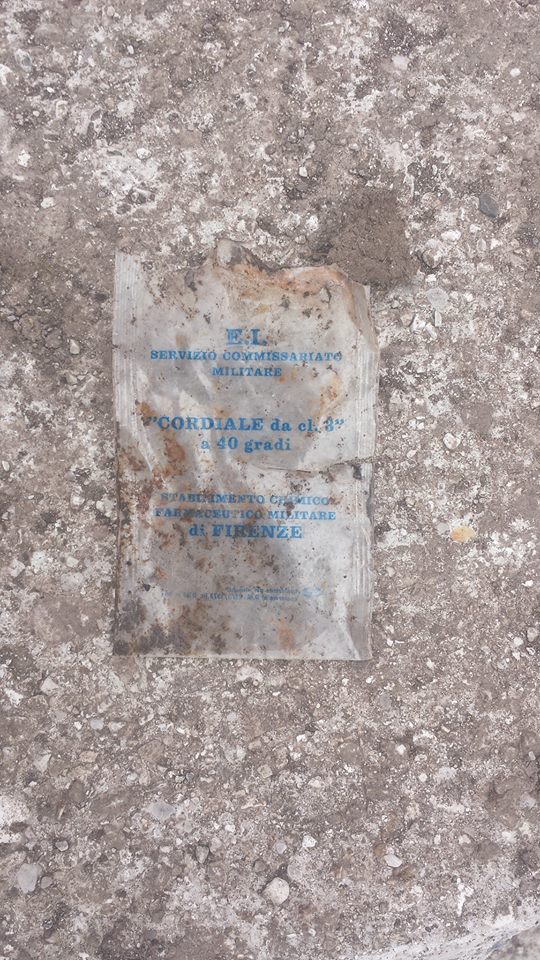 E.I.
SERVIZIO COMMISSARIATO
MILITARE
"CORDIALE da cl. 3"
a 40 gradi
STABILIMENTO CHIMICO
FARMACEUTICO MILITARE
di FIRENZE